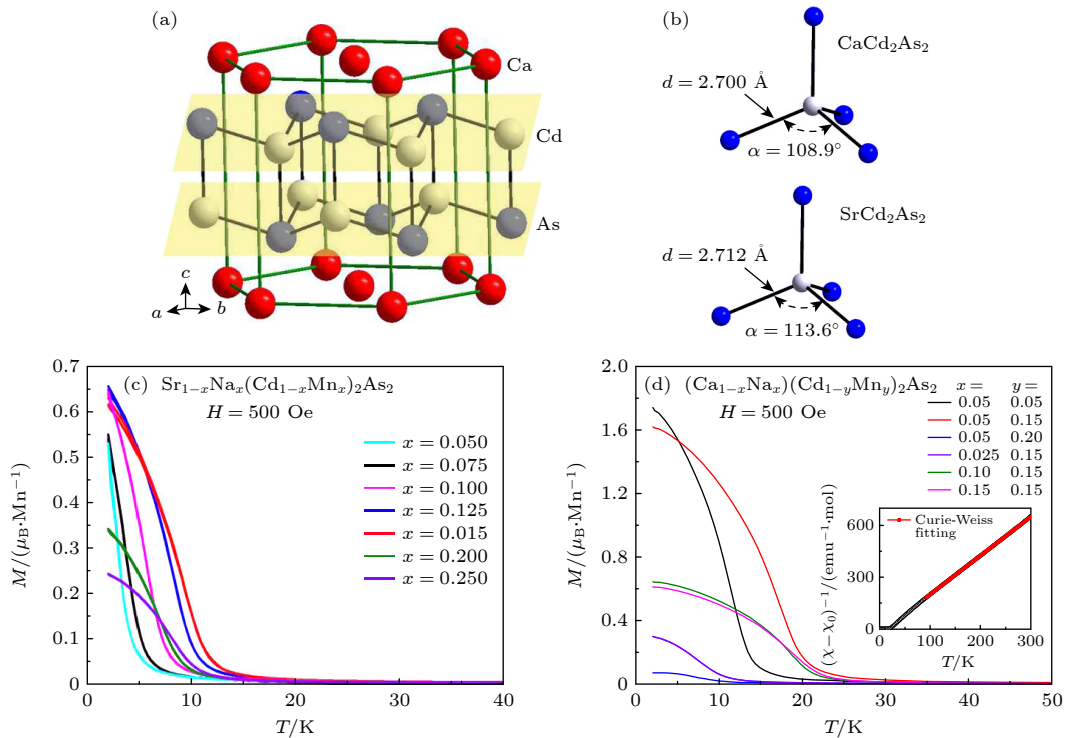 (a)
Ca
Cd
As
c
a
b
(b)
CaCd₂As₂
d = 2.700 Å
α = 108.9°
SrCd₂As₂
d = 2.712 Å
α = 113.6°
(c) Sr₁₋ₓNaₓ(Cd₁₋ₓMnₓ)₂As₂
H = 500 Oe
x = 0.050
x = 0.075
x = 0.100
x = 0.125
x = 0.015
x = 0.200
x = 0.250
M/(μB·Mn⁻¹)
0.7
0.6
0.5
0.4
0.3
0.2
0.1
0
0 10 20 30 40
T/K
(d) (Ca₁₋ₓNaₓ)(Cd₁₋yMny)₂As₂
H = 500 Oe
x = y =
0.05 0.05
0.05 0.15
0.05 0.20
0.025 0.15
0.10 0.15
0.15 0.15
M/(μB·Mn⁻¹)
2.0
1.6
1.2
0.8
0.4
0
0 10 20 30 40 50
T/K
(χ−χ₀)⁻¹/(emu⁻¹·mol)
Curie-Weiss
fitting
600
300
0
0 100 200 300
T/K